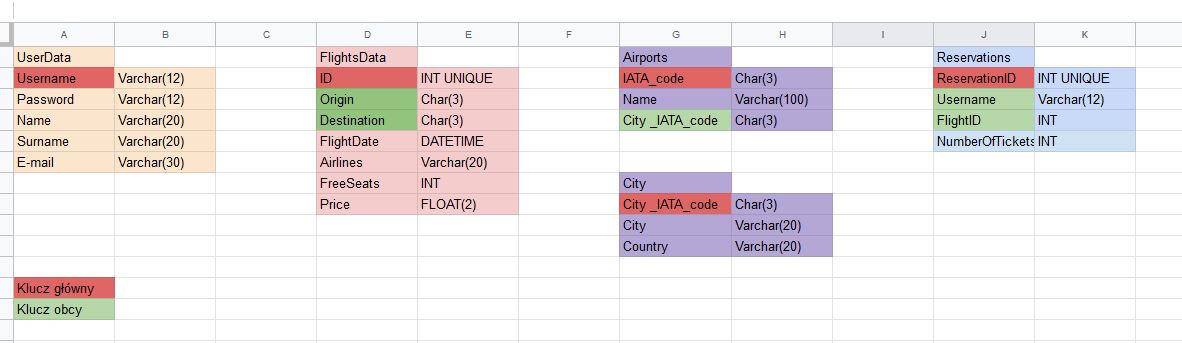 A B C D E F G H I J K
UserData FlightsData Airports Reservations
Username Varchar(12) ID INT UNIQUE IATA_code Char(3) ReservationID INT UNIQUE
Password Varchar(12) Origin Char(3) Name Varchar(100) Username Varchar(12)
Name Varchar(20) Destination Char(3) City _IATA_code Char(3) FlightID INT
Surname Varchar(20) FlightDate DATETIME NumberOfTickets INT
E-mail Varchar(30) Airlines Varchar(20)
FreeSeats INT City
Price FLOAT(2) City _IATA_code Char(3)
City Varchar(20)
Country Varchar(20)
Klucz główny
Klucz obcy